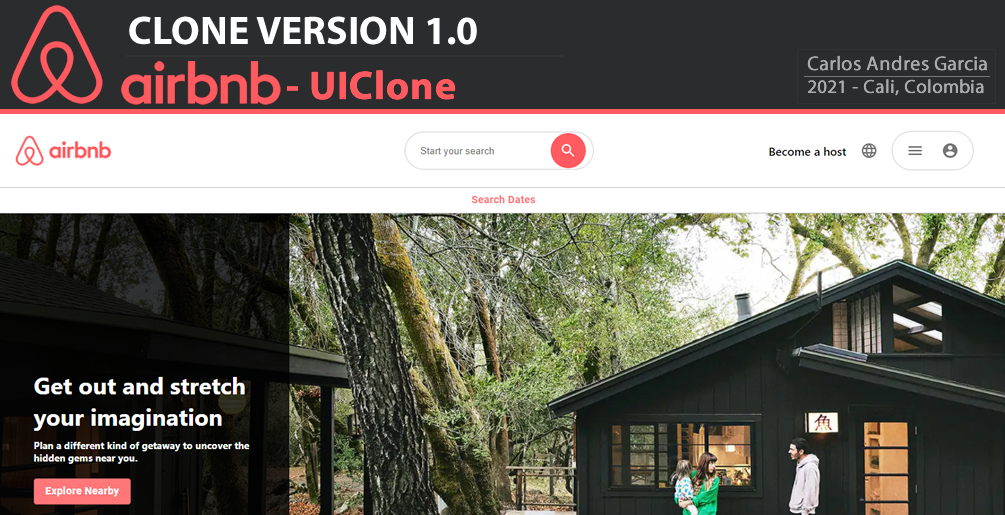 CLONE VERSION 1.0
airbnb - UIClone
Carlos Andres Garcia
2021 - Cali, Colombia
airbnb
Start your search
Become a host
Search Dates
Get out and stretch
your imagination
Plan a different kind of getaway to uncover the
hidden gems near you.
Explore Nearby
魚